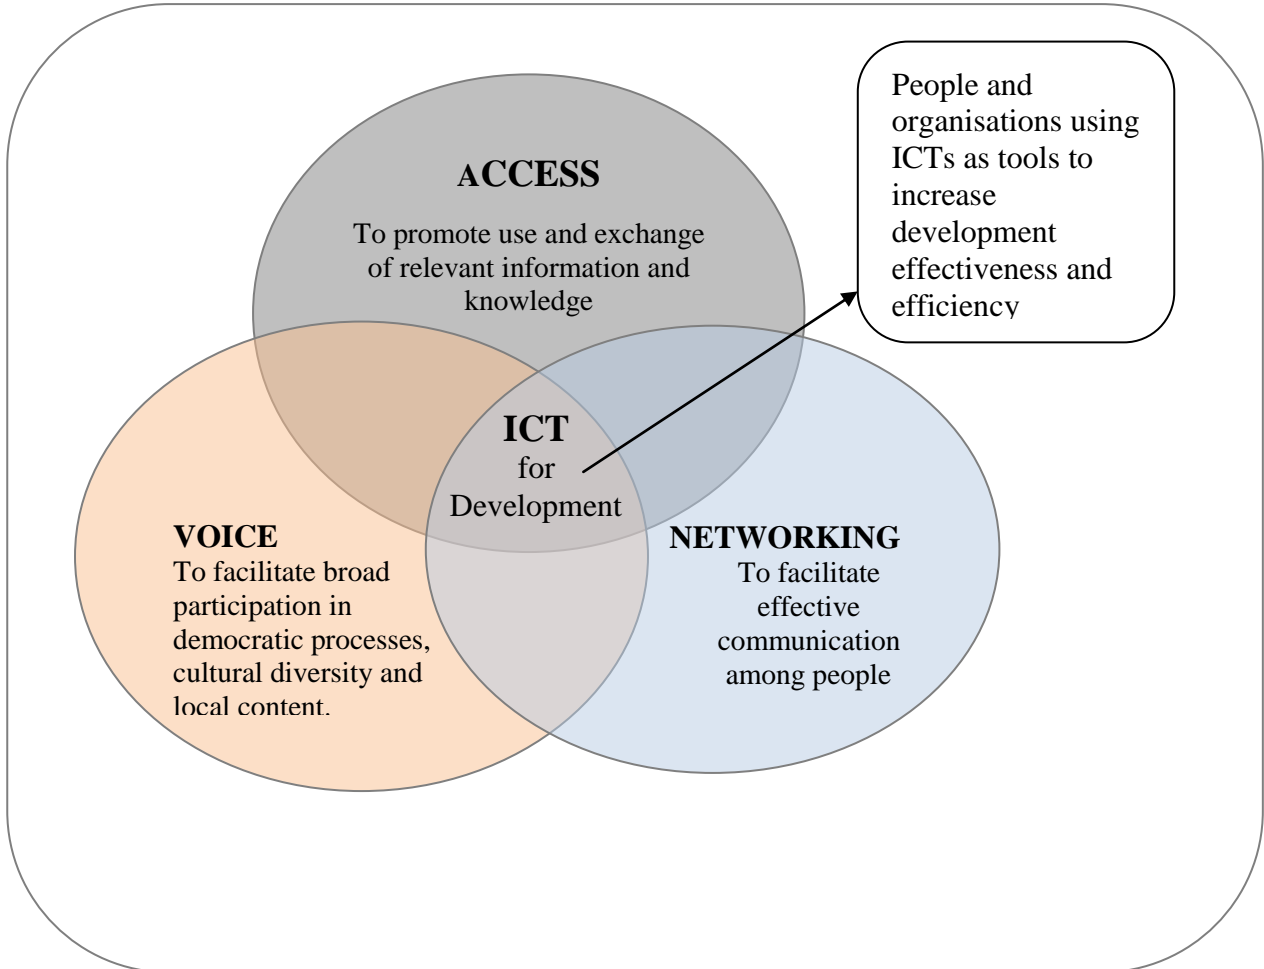 People and
organisations using
ICTs as tools to
increase
development
effectiveness and
efficiency
ACCESS
To promote use and exchange
of relevant information and
knowledge
ICT
for
Development
VOICE
To facilitate broad
participation in
democratic processes,
cultural diversity and
local content.
NETWORKING
To facilitate
effective
communication
among people